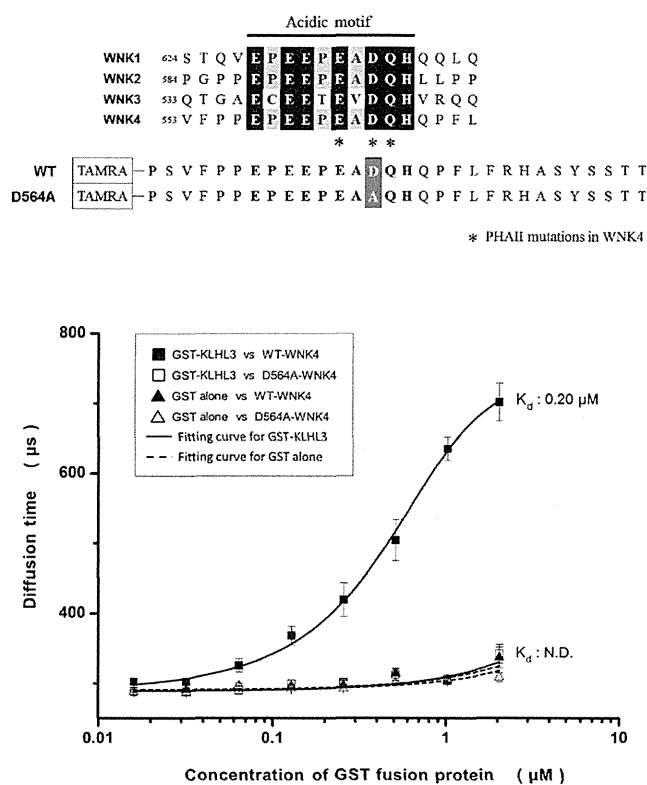 Acidic motif
WNK1 624 S T Q V E P E E P E A D Q H Q Q L Q
WNK2 584 P G P P E P E E P E A D Q H L L P P
WNK3 533 Q T G A E C E E T E V D Q H V R Q Q
WNK4 553 V F P P E P E E P E A D Q H Q P F L
* * *
WT TAMRA P S V F P P E P E E P E A D Q H Q P F L F R H A S Y S S T T
D564A TAMRA P S V F P P E P E E P E A A Q H Q P F L F R H A S Y S S T T
* PHAII mutations in WNK4
800
GST-KLHL3 vs WT-WNK4
GST-KLHL3 vs D564A-WNK4
GST alone vs WT-WNK4
GST alone vs D564A-WNK4
Fitting curve for GST-KLHL3
Fitting curve for GST alone
Kd : 0.20 μM
600
400
Kd : N.D.
Diffusion time ( μs )
0.01 0.1 1 10
Concentration of GST fusion protein ( μM )